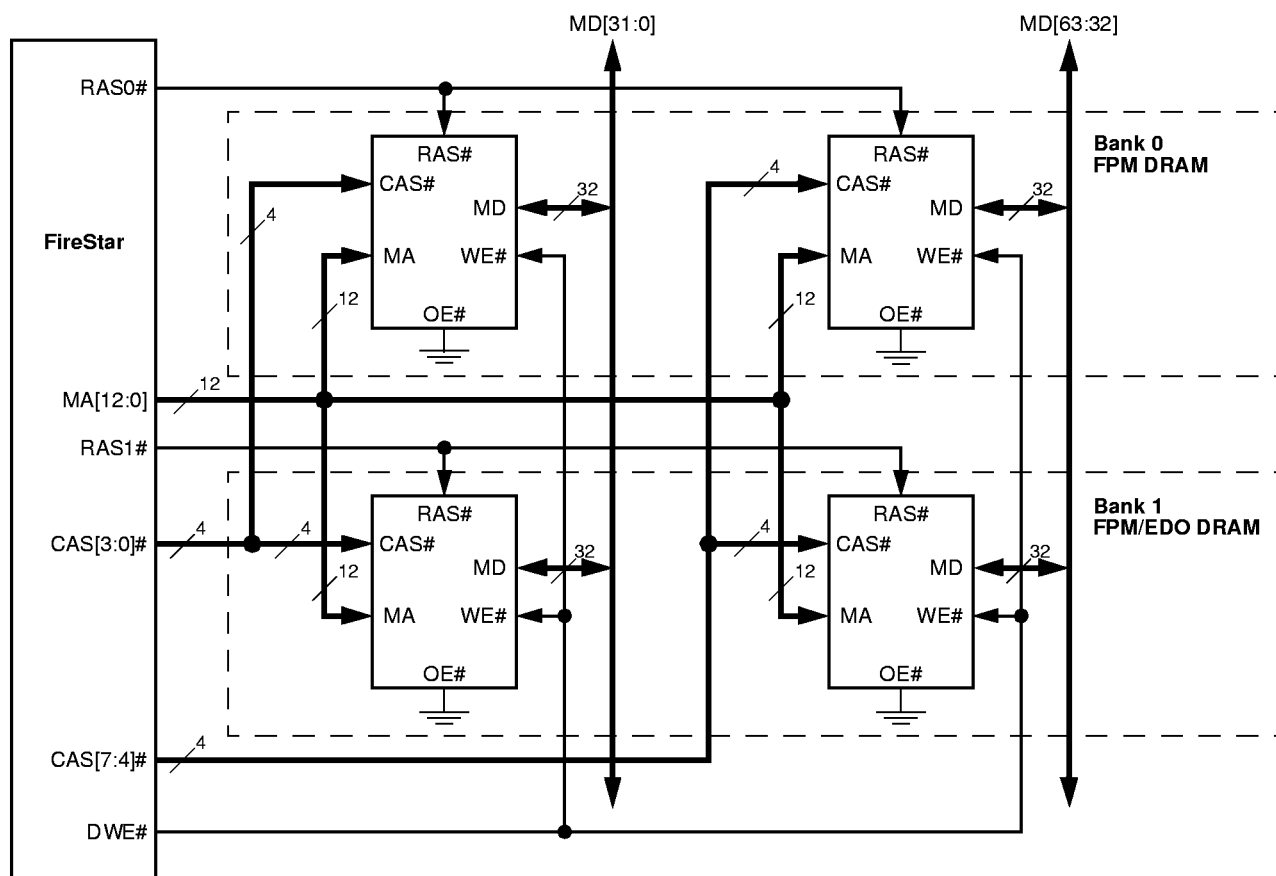 MD[31:0]
MD[63:32]
RAS0#
Bank 0
FPM DRAM
RAS#
CAS#
MD
32
MA
WE#
OE#
4
12
RAS#
CAS#
4
MD
32
MA
WE#
OE#
12
FireStar
MA[12:0]
12
RAS1#
Bank 1
FPM/EDO DRAM
CAS[3:0]#
4
4
RAS#
CAS#
MD
32
12
MA
WE#
OE#
4
RAS#
CAS#
MD
32
12
MA
WE#
OE#
CAS[7:4]#
4
DWE#